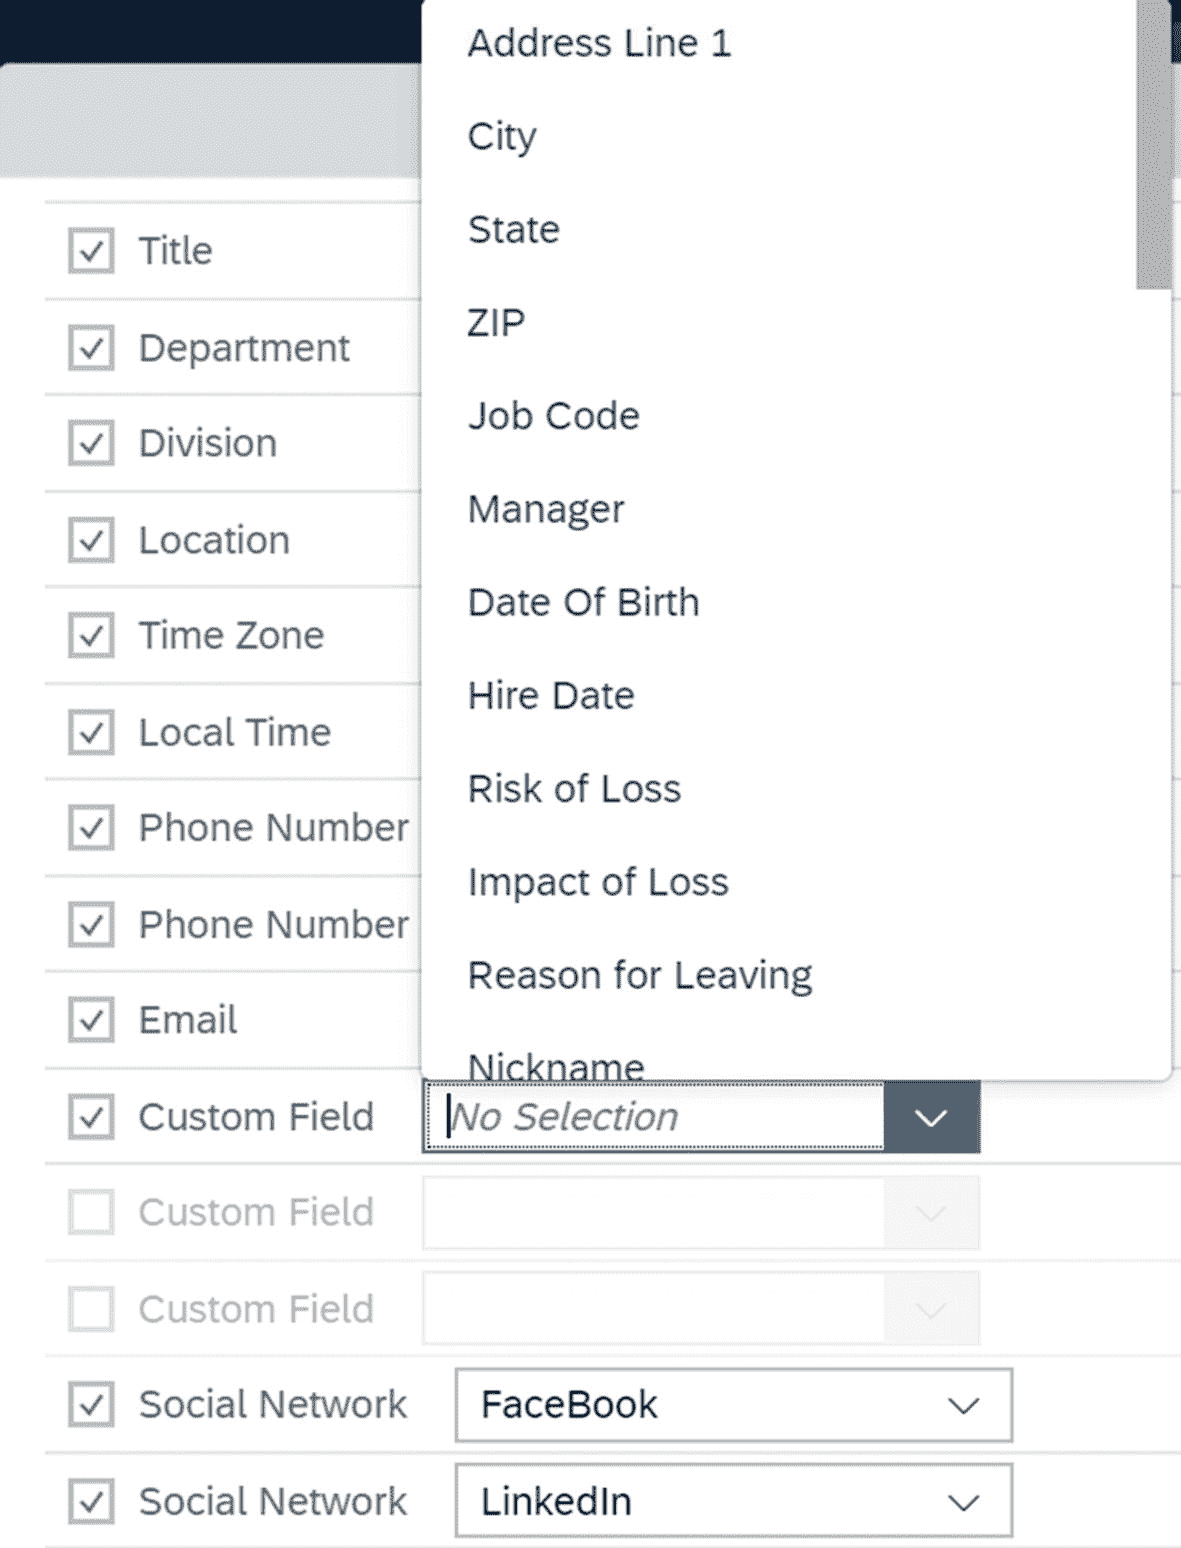 Address Line 1
City
State
ZIP
Job Code
Manager
Date Of Birth
Hire Date
Risk of Loss
Impact of Loss
Reason for Leaving
Nickname
Title
Department
Division
Location
Time Zone
Local Time
Phone Number
Phone Number
Email
Custom Field No Selection
Custom Field
Custom Field
Social Network FaceBook
Social Network LinkedIn